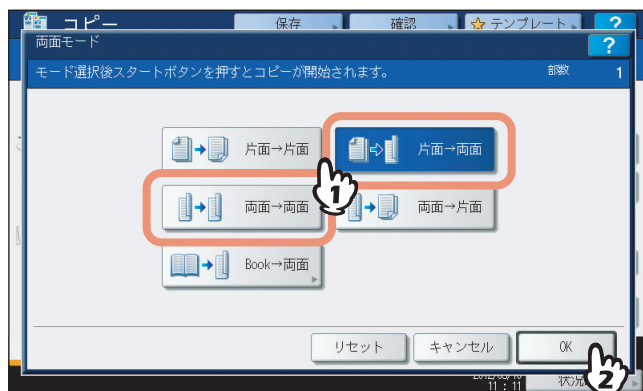 コピー 保存 確認 テンプレート ?
両面モード ?
モード選択後スタートボタンを押すとコピーが開始されます。 部数 1
片面→片面 片面→両面
1
両面→両面 両面→片面
Book→両面
リセット キャンセル OK
2
11:11 状況